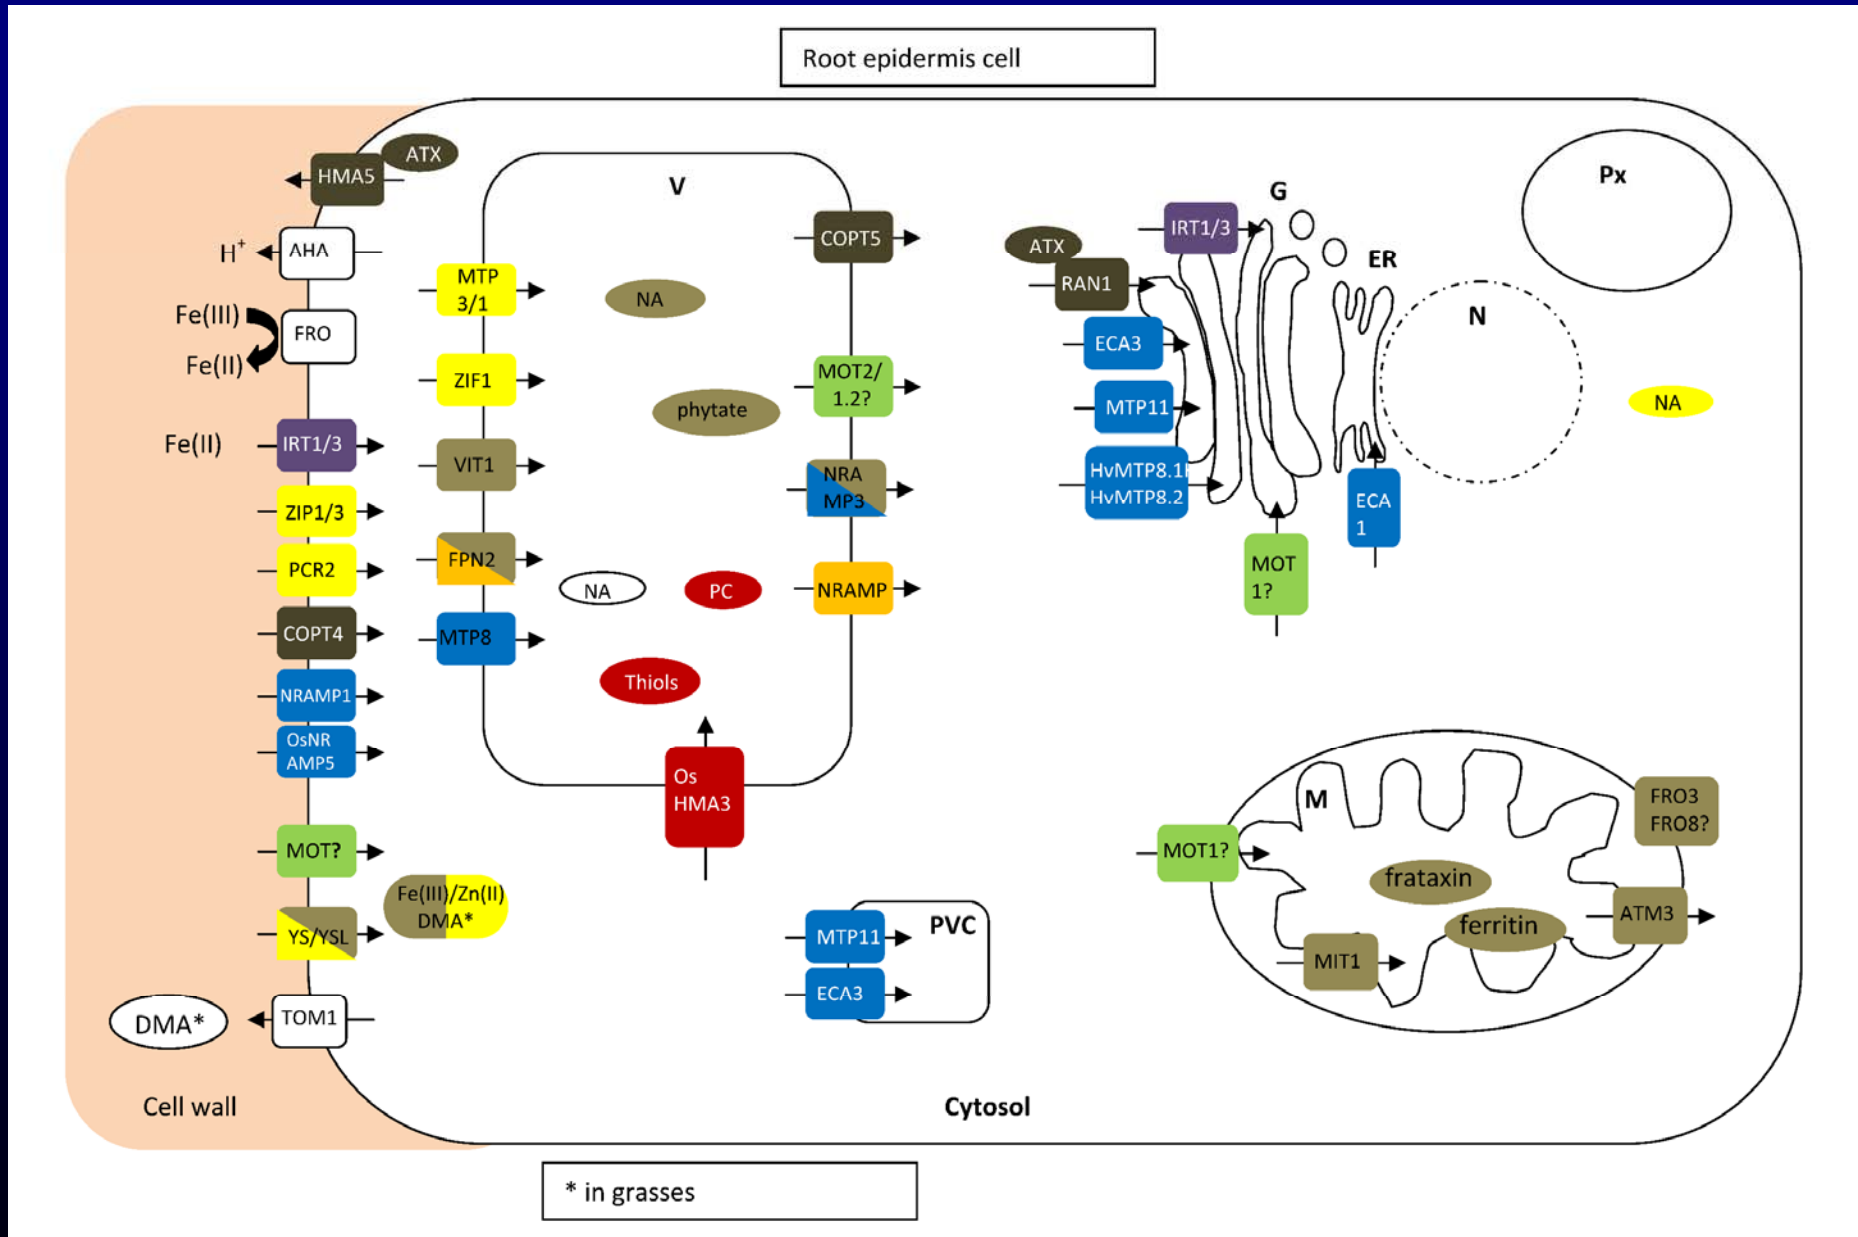 Root epidermis cell
ATX
HMA5
H+
AHA
Fe(III)
FRO
Fe(II)
Fe(II)
IRT1/3
ZIP1/3
PCR2
COPT4
NRAMP1
OsNR
AMP5
MOT?
YS/YSL
Fe(III)/Zn(II)
DMA*
DMA*
TOM1
Cell wall
V
MTP
3/1
ZIF1
VIT1
FPN2
MTP8
NA
phytate
NA
PC
Thiols
Os
HMA3
COPT5
MOT2/
1.2?
NRA
MP3
NRAMP
G
IRT1/3
ATX
RAN1
ECA3
MTP11
HvMTP8.1
HvMTP8.2
MOT
1?
ER
ECA
1
N
Px
NA
M
MOT1?
frataxin
ferritin
MIT1
FRO3
FRO8?
ATM3
PVC
MTP11
ECA3
Cytosol
* in grasses